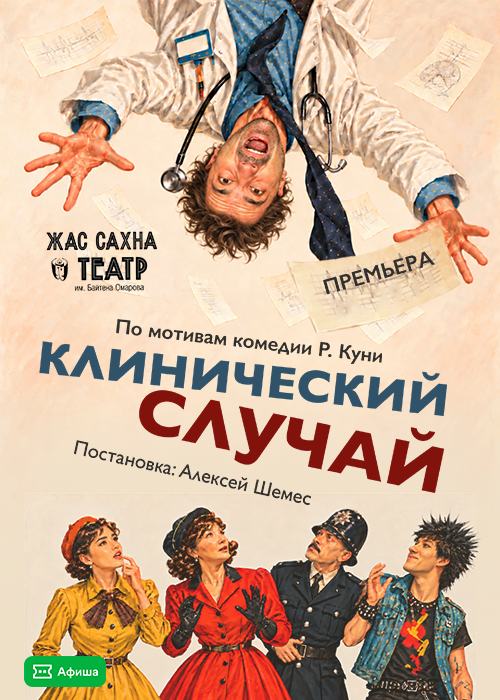 ЖАС САХНА
ТЕАТР
им. Байтена Омарова
ПРЕМЬЕРА
По мотивам комедии Р. Куни
КЛИНИЧЕСКИЙ
СЛУЧАЙ
Постановка: Алексей Шемес
Афиша